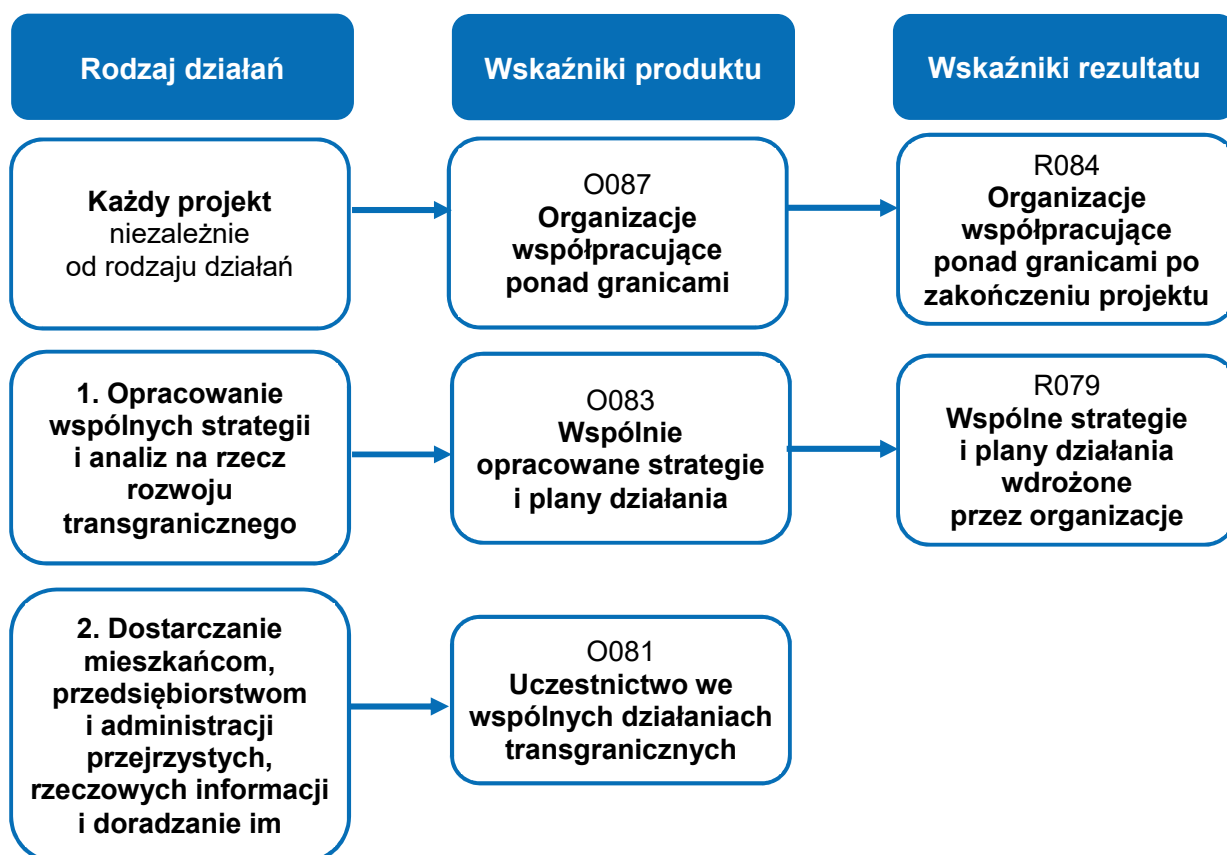 Rodzaj działań
Wskaźniki produktu
Wskaźniki rezultatu
Każdy projekt
niezależnie
od rodzaju działań
O087
Organizacje
współpracujące
ponad granicami
R084
Organizacje
współpracujące
ponad granicami po
zakończeniu projektu
1. Opracowanie
wspólnych strategii
i analiz na rzecz
rozwoju
transgranicznego
O083
Wspólnie
opracowane strategie
i plany działania
R079
Wspólne strategie
i plany działania
wdrożone
przez organizacje
2. Dostarczanie
mieszkańcom,
przedsiębiorstwom
i administracji
przejrzystych,
rzeczowych informacji
i doradzanie im
O081
Uczestnictwo we
wspólnych działaniach
transgranicznych